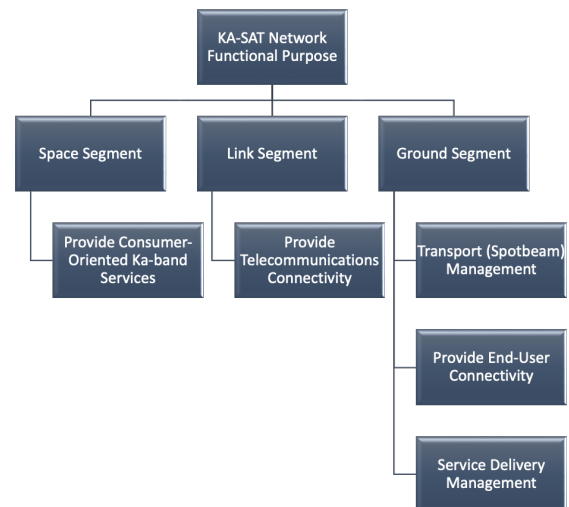 KA-SAT Network
Functional Purpose
Space Segment
Link Segment
Ground Segment
Provide Consumer-
Oriented Ka-band
Services
Provide
Telecommunications
Connectivity
Transport (Spotbeam)
Management
Provide End-User
Connectivity
Service Delivery
Management